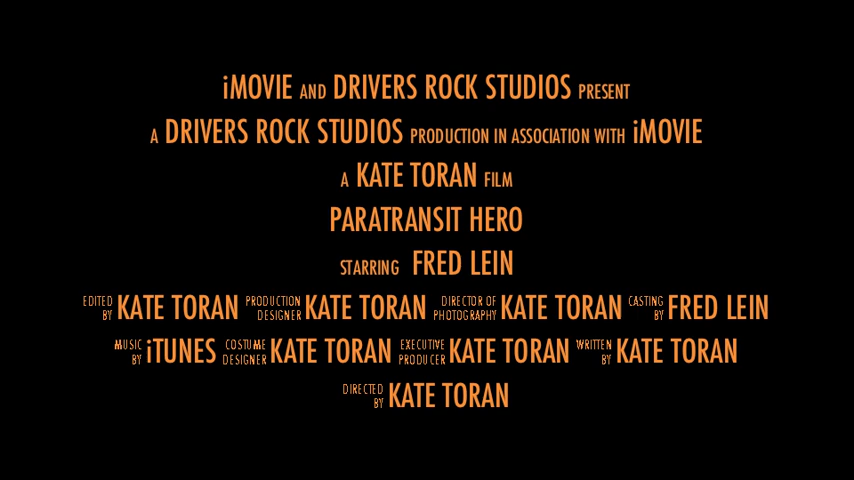 iMOVIE AND DRIVERS ROCK STUDIOS PRESENT
A DRIVERS ROCK STUDIOS PRODUCTION IN ASSOCIATION WITH iMOVIE
A KATE TORAN FILM
PARATRANSIT HERO
STARRING FRED LEIN
EDITED BY KATE TORAN PRODUCTION DESIGNER KATE TORAN DIRECTOR OF PHOTOGRAPHY KATE TORAN CASTING BY FRED LEIN
MUSIC BY iTUNES COSTUME DESIGNER KATE TORAN EXECUTIVE PRODUCER KATE TORAN WRITTEN BY KATE TORAN
DIRECTED BY KATE TORAN